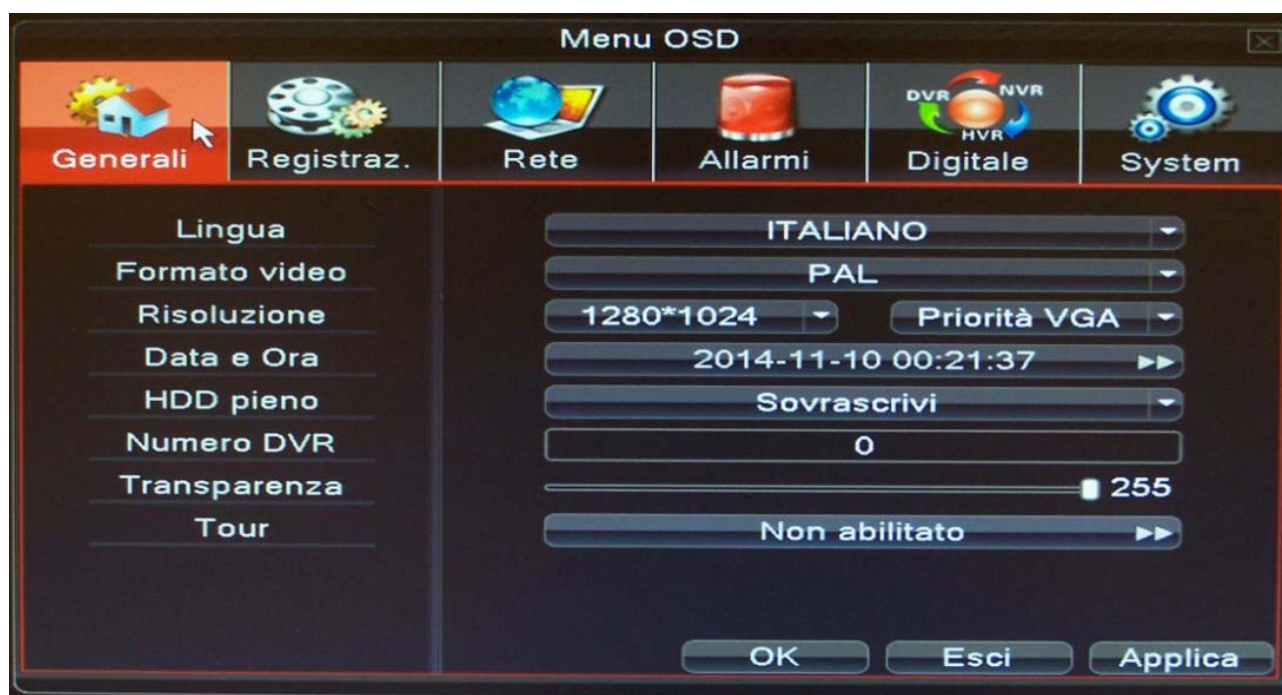 Menu OSD
DVR NVR
HVR
Generali Registraz. Rete Allarmi Digitale System
Lingua ITALIANO
Formato video PAL
Risoluzione 1280*1024 Priorità VGA
Data e Ora 2014-11-10 00:21:37
HDD pieno Sovrascrivi
Numero DVR 0
Transparenza 255
Tour Non abilitato
OK Esci Applica